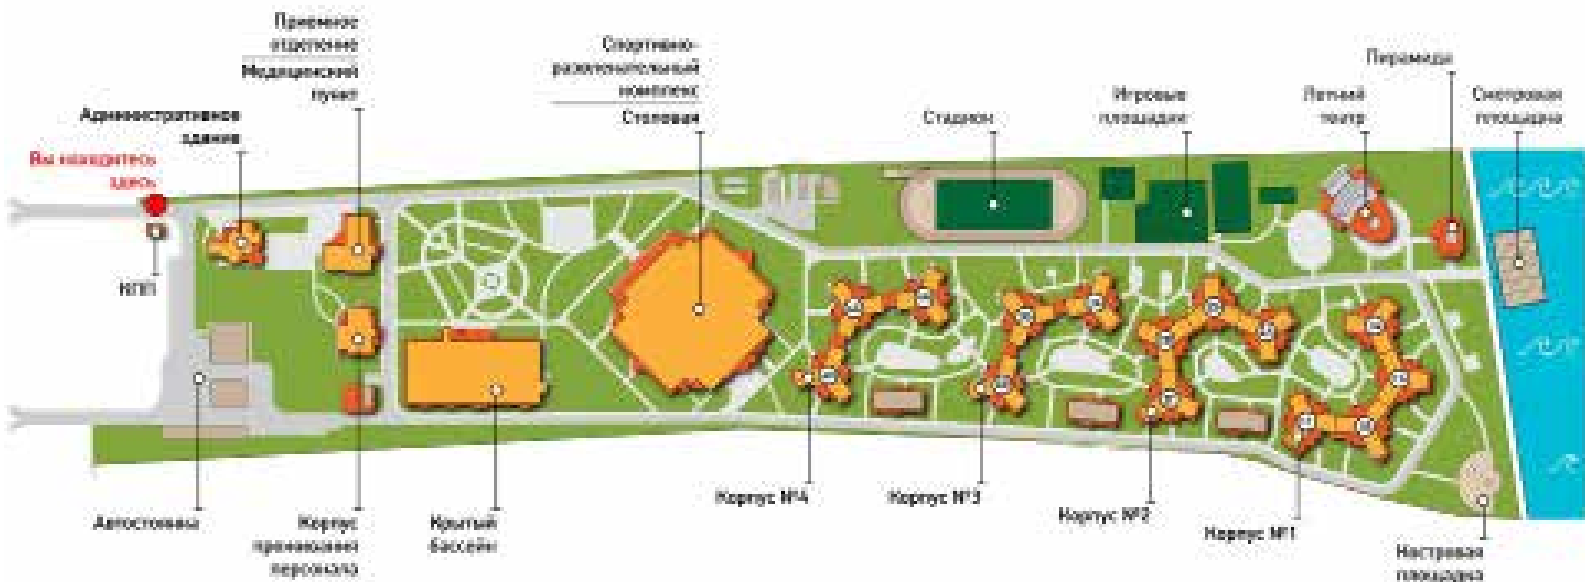 Приемное
отделение
Медицинский
пункт
Административное
здание
Вы находитесь
здесь
КПП
Спортивно-
развлекательный
комплекс
Столовая
Стадион
Игровые
площадки
Летний
театр
Пирамида
Смотровая
площадка
Автостоянка
Корпус
проживания
персонала
Крытый
бассейн
Корпус №4
Корпус №3
Корпус №2
Корпус №1
Костровая
площадка